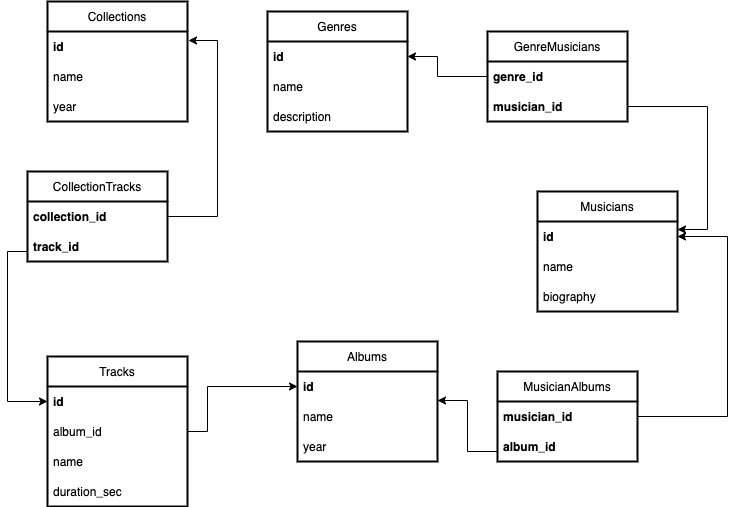 Collections
id
name
year
Genres
id
name
description
GenreMusicians
genre_id
musician_id
CollectionTracks
collection_id
track_id
Musicians
id
name
biography
Tracks
id
album_id
name
duration_sec
Albums
id
name
year
MusicianAlbums
musician_id
album_id